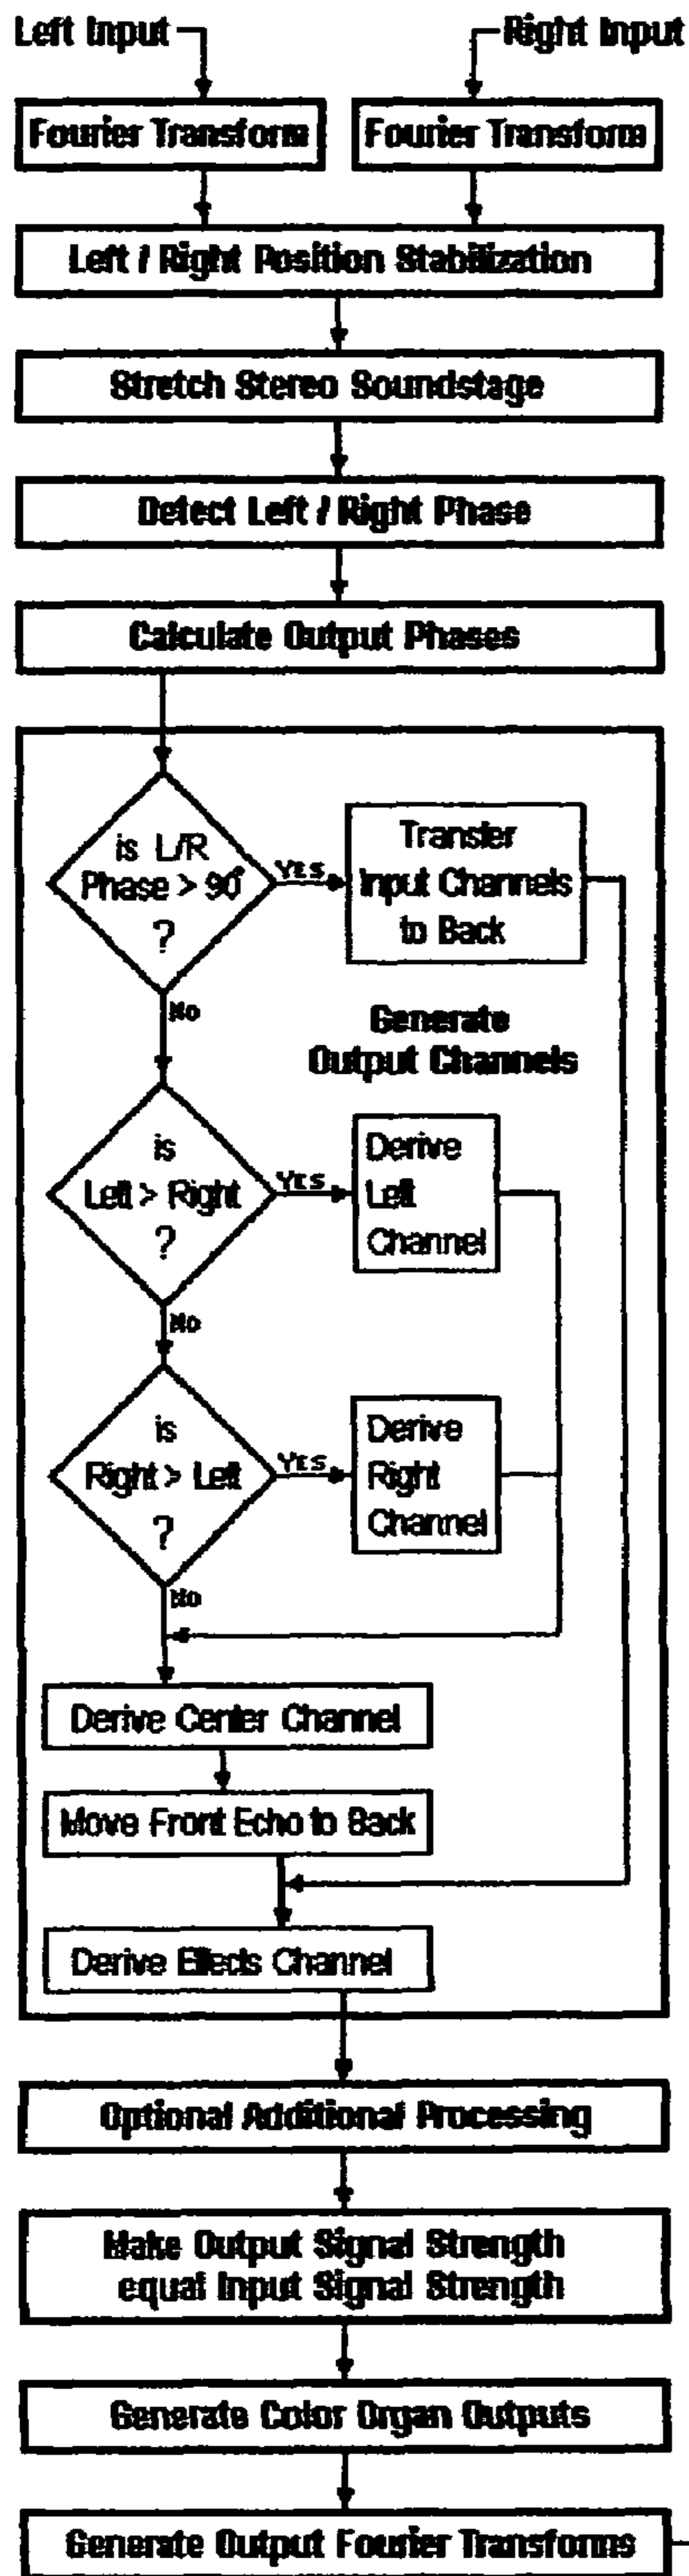 Left Input
Right Input
Fourier Transform
Fourier Transform
Left / Right Position Stabilization
Stretch Stereo Soundstage
Detect Left / Right Phase
Calculate Output Phases
is L/R
Phase > 90°
?
YES
Transfer
Input Channels
to Back
No
Generate
Output Channels
is
Left > Right
?
YES
Derive
Left
Channel
No
is
Right > Left
?
YES
Derive
Right
Channel
No
Derive Center Channel
Move Front Echo to Back
Derive Effects Channel
Optional Additional Processing
Make Output Signal Strength
equal Input Signal Strength
Generate Color Organ Outputs
Generate Output Fourier Transforms